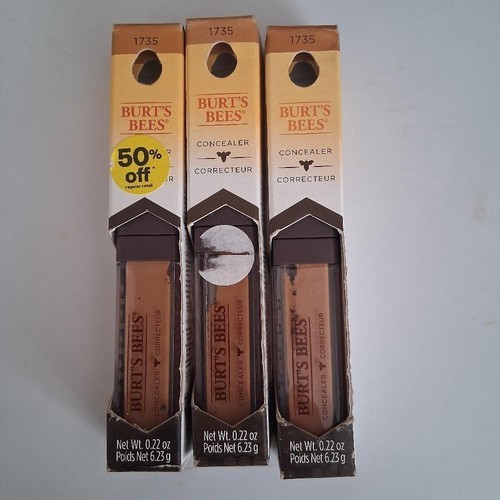 1735
BURT'S
BEES®
50%
off*
regular retail
Net Wt. 0.22 oz
Poids Net 6.23 g
BURT'S BEES®
CONCEALER
CORRECTEUR
1735
BURT'S
BEES®
CONCEALER
CORRECTEUR
BURT'S BEES®
CONCEALER
CORRECTEUR
Net Wt. 0.22 oz
Poids Net 6.23 g
1735
BURT'S
BEES®
CONCEALER
CORRECTEUR
BURT'S BEES®
CONCEALER
CORRECTEUR
Net Wt. 0.22 oz
Poids Net 6.23 g